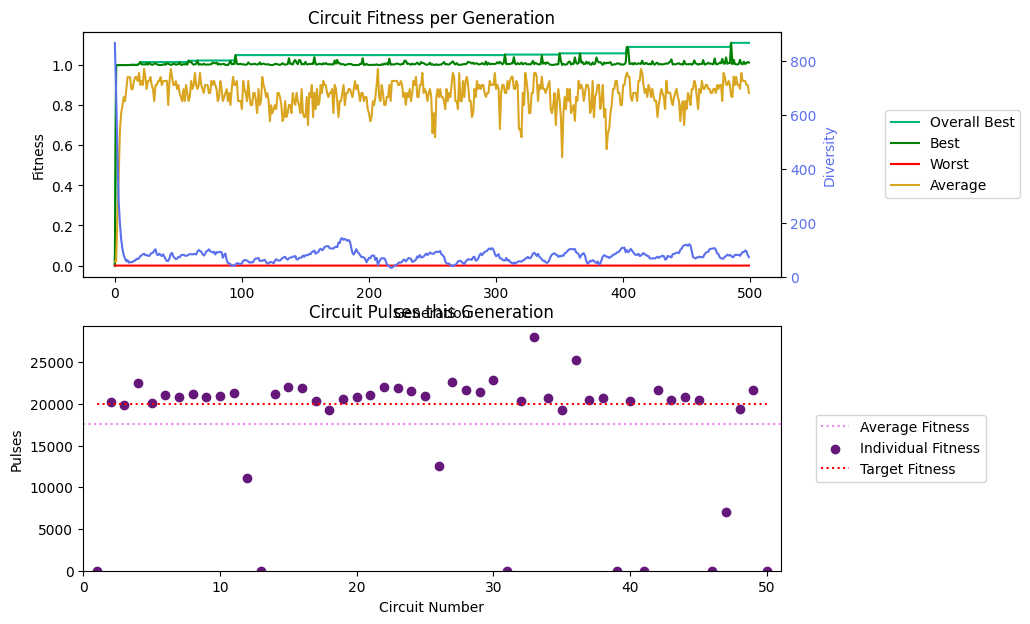 Circuit Fitness per Generation
1.0
0.8
0.6
0.4
0.2
0.0
Fitness
800
600
400
200
0
Diversity
0
100
200
300
400
500
Generation
Overall Best
Best
Worst
Average
Circuit Pulses this Generation
25000
20000
15000
10000
5000
0
Pulses
0
10
20
30
40
50
Circuit Number
Average Fitness
Individual Fitness
Target Fitness